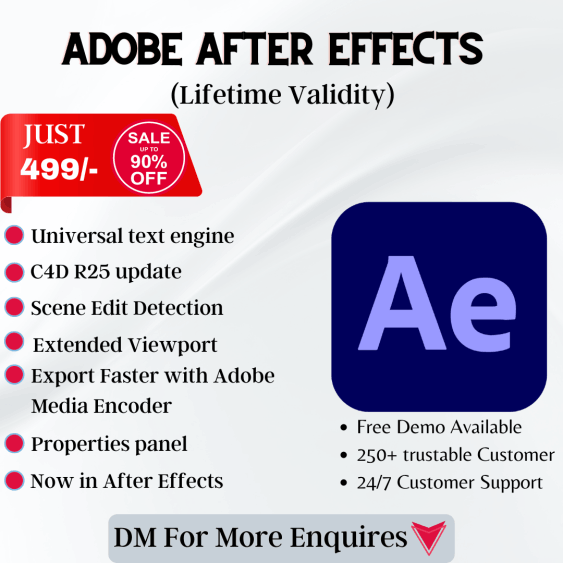 ADOBE AFTER EFFECTS
(Lifetime Validity)
JUST
499/-
SALE
UP TO
90%
OFF
Universal text engine
C4D R25 update
Scene Edit Detection
Extended Viewport
Export Faster with Adobe
Media Encoder
Properties panel
Now in After Effects
Ae
Free Demo Available
250+ trustable Customer
24/7 Customer Support
DM For More Enquires